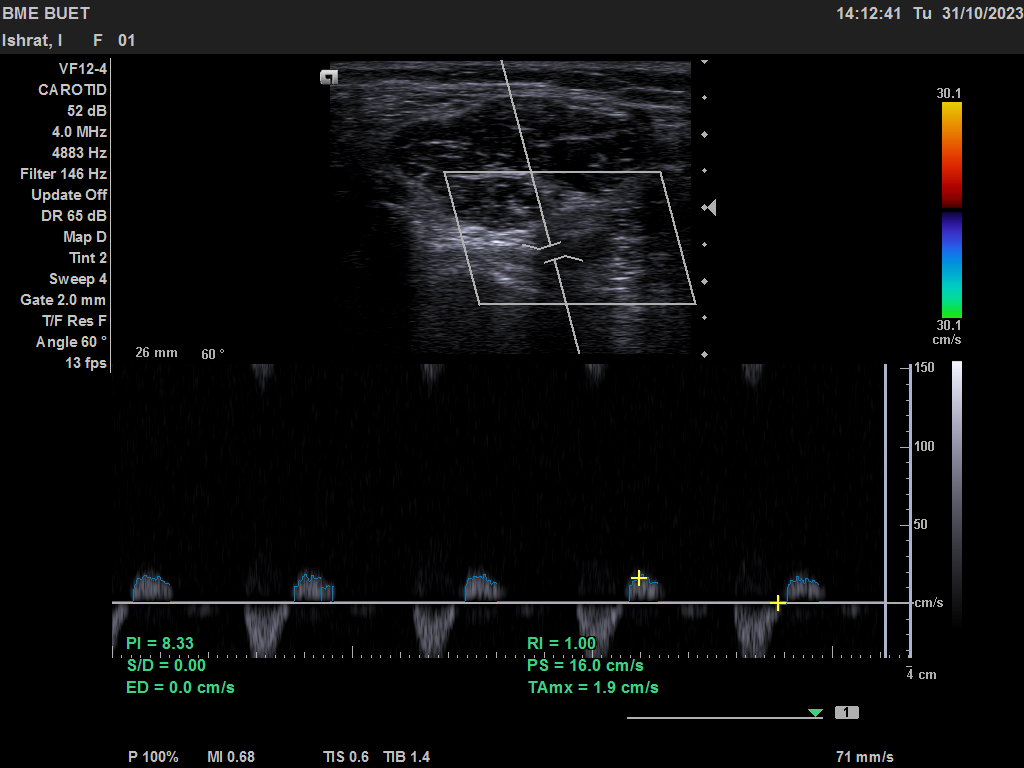 BME BUET 14:12:41 Tu 31/10/2023
Ishrat, I F 01
VF12-4
CAROTID
52 dB
4.0 MHz
4883 Hz
Filter 146 Hz
Update Off
DR 65 dB
Map D
Tint 2
Sweep 4
Gate 2.0 mm
T/F Res F
Angle 60 °
13 fps
26 mm 60 °
30.1
30.1
cm/s
150
100
50
cm/s
4 cm
PI = 8.33 RI = 1.00
S/D = 0.00 PS = 16.0 cm/s
ED = 0.0 cm/s TAmx = 1.9 cm/s
1
P 100% MI 0.68 TIS 0.6 TIB 1.4 71 mm/s